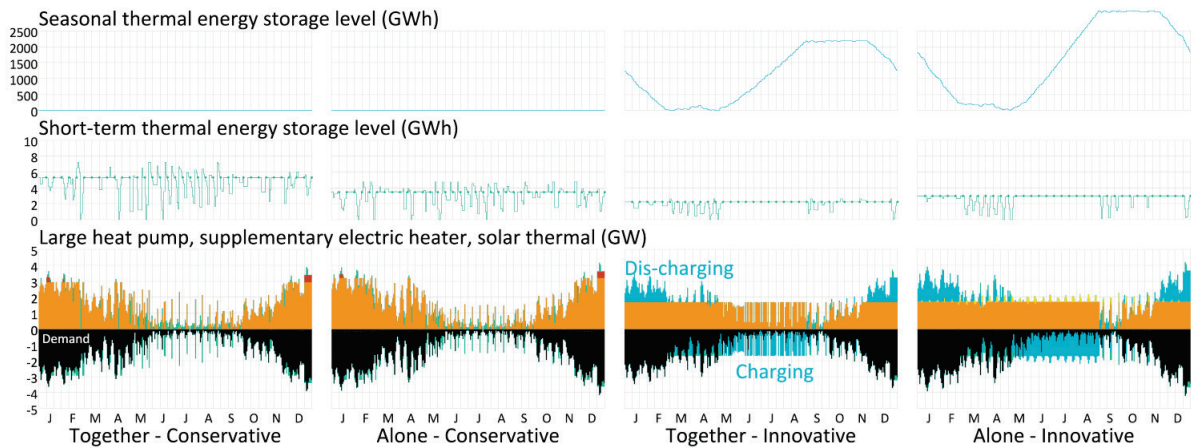 Seasonal thermal energy storage level (GWh)
2500
2000
1500
1000
500
0
Short-term thermal energy storage level (GWh)
10
8
6
4
2
0
Large heat pump, supplementary electric heater, solar thermal (GW)
5
4
3
2
1
0
-1
-2
-3
-4
-5
Demand
Dis-charging
Charging
J F M A M J J A S O N D
J F M A M J J A S O N D
J F M A M J J A S O N D
J F M A M J J A S O N D
Together - Conservative
Alone - Conservative
Together - Innovative
Alone - Innovative